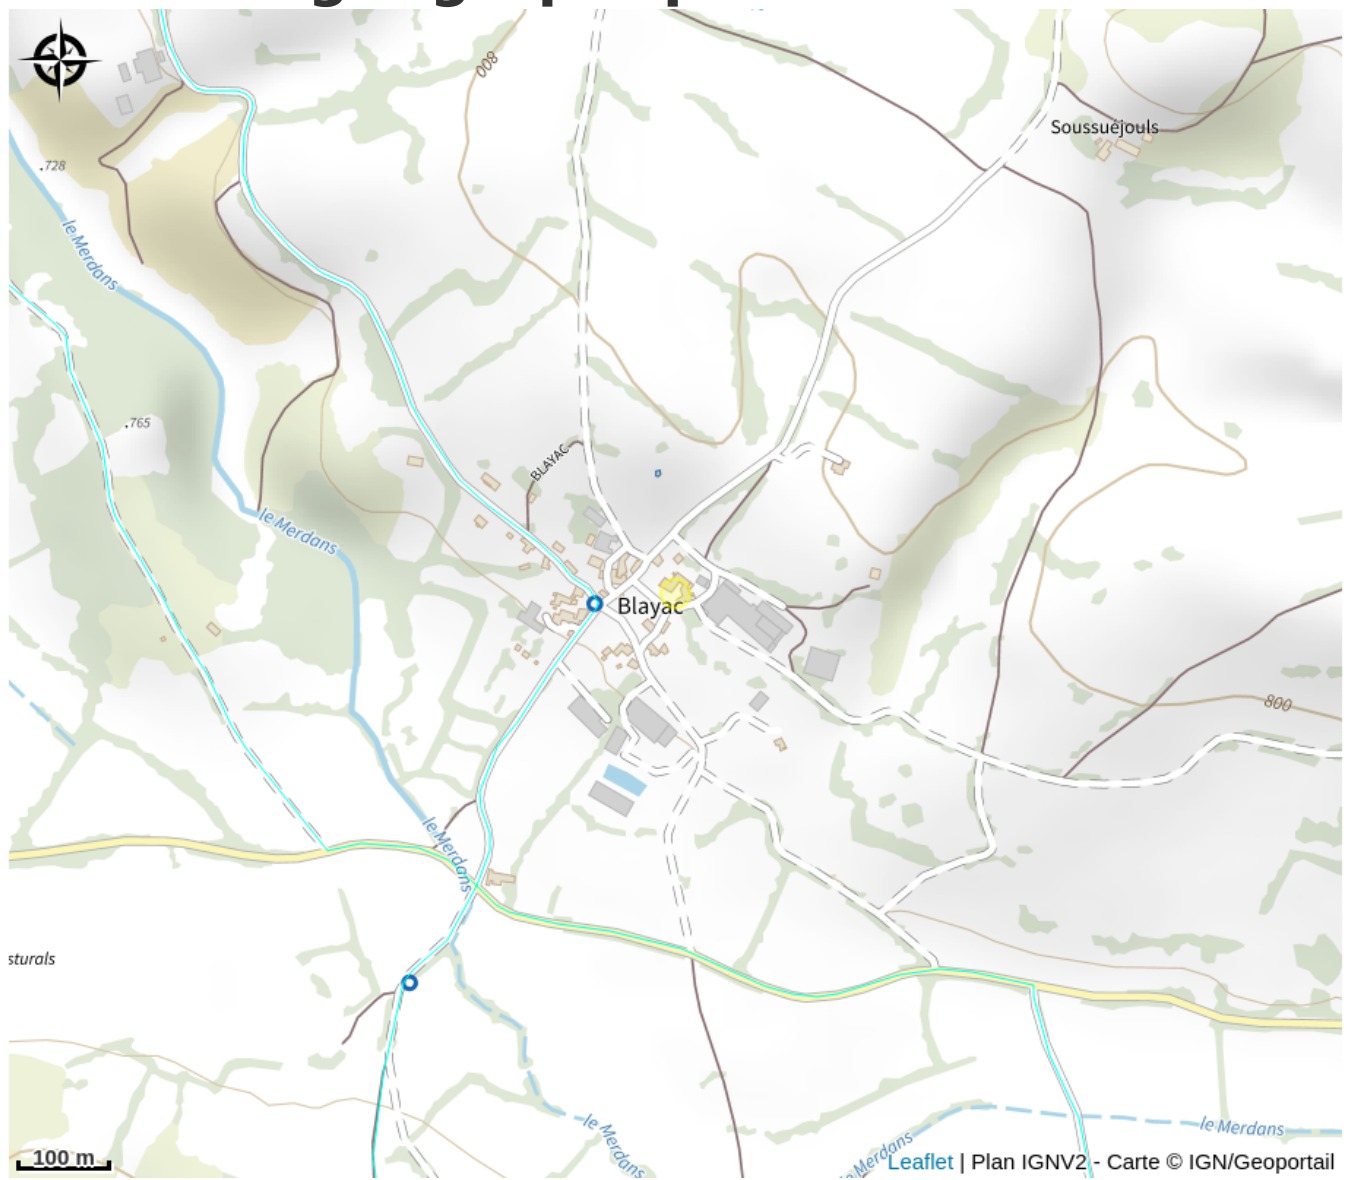 800
Soussuéjouls
.728
le Merdans
.765
BLAYAC
le Merdans
Blayac
800
le Merdans
sturals
le Merdans
le Merdans
le Merdans
100 m
Leaflet | Plan IGNV2 - Carte © IGN/Geoportail